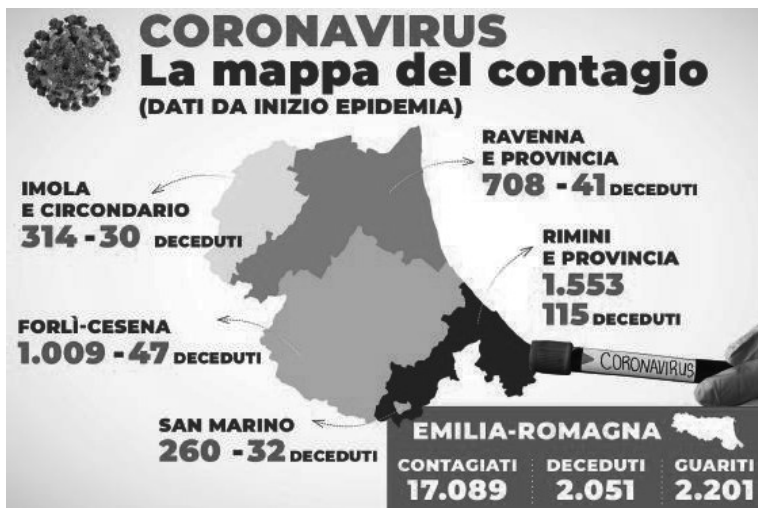 CORONAVIRUS
La mappa del contagio
(DATI DA INIZIO EPIDEMIA)
RAVENNA
E PROVINCIA
708 - 41 DECEDUTI
IMOLA
E CIRCONDARIO
314 - 30 DECEDUTI
RIMINI
E PROVINCIA
1.553
115 DECEDUTI
FORLÌ-CESENA
1.009 - 47 DECEDUTI
CORONAVIRUS
SAN MARINO
260 - 32 DECEDUTI
EMILIA-ROMAGNA
CONTAGIATI DECEDUTI GUARITI
17.089 2.051 2.201